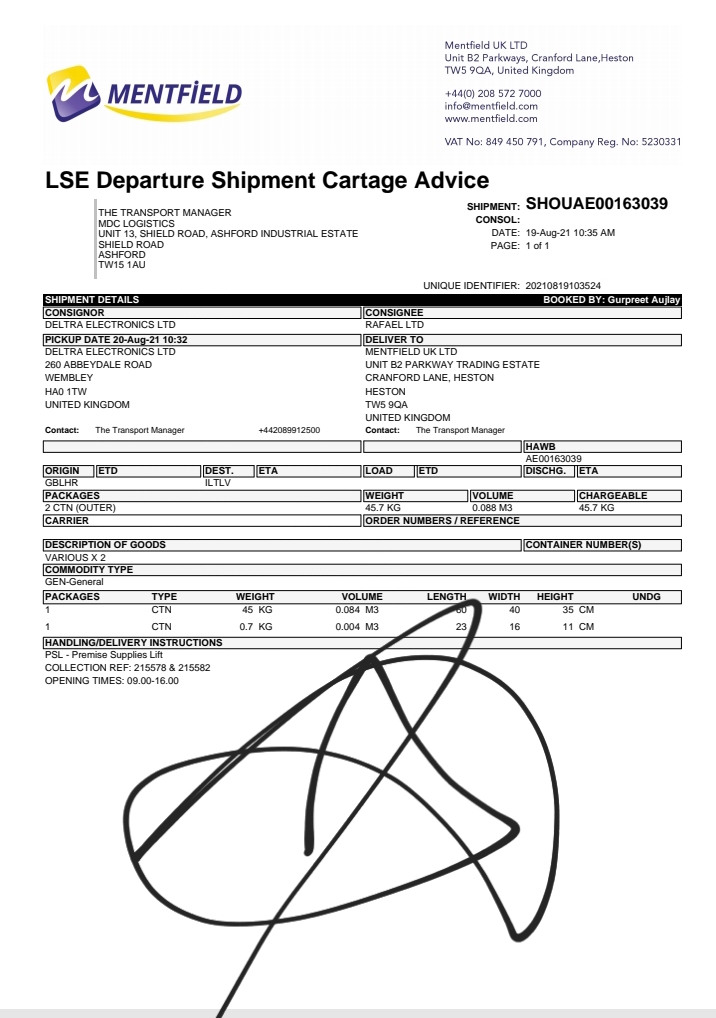 Mentfield UK LTD
Unit B2 Parkways, Cranford Lane,Heston
TW5 9QA, United Kingdom
+44(0) 208 572 7000
info@mentfield.com
www.mentfield.com
VAT No: 849 450 791, Company Reg. No: 5230331
MENTFiELD
LSE Departure Shipment Cartage Advice
THE TRANSPORT MANAGER
MDC LOGISTICS
UNIT 13, SHIELD ROAD, ASHFORD INDUSTRIAL ESTATE
SHIELD ROAD
ASHFORD
TW15 1AU
SHIPMENT: SHOUAE00163039
CONSOL:
DATE: 19-Aug-21 10:35 AM
PAGE: 1 of 1
UNIQUE IDENTIFIER: 20210819103524
SHIPMENT DETAILS BOOKED BY: Gurpreet Aujlay
CONSIGNOR CONSIGNEE
DELTRA ELECTRONICS LTD RAFAEL LTD
PICKUP DATE 20-Aug-21 10:32 DELIVER TO
DELTRA ELECTRONICS LTD MENTFIELD UK LTD
260 ABBEYDALE ROAD UNIT B2 PARKWAY TRADING ESTATE
WEMBLEY CRANFORD LANE, HESTON
HA0 1TW HESTON
UNITED KINGDOM TW5 9QA
UNITED KINGDOM
Contact: The Transport Manager +442089912500 Contact: The Transport Manager
HAWB
AE00163039
ORIGIN ETD DEST. ETA LOAD ETD DISCHG. ETA
GBLHR ILTLV
PACKAGES WEIGHT VOLUME CHARGEABLE
2 CTN (OUTER) 45.7 KG 0.088 M3 45.7 KG
CARRIER ORDER NUMBERS / REFERENCE
DESCRIPTION OF GOODS CONTAINER NUMBER(S)
VARIOUS X 2
COMMODITY TYPE
GEN-General
PACKAGES TYPE WEIGHT VOLUME LENGTH WIDTH HEIGHT UNDG
1 CTN 45 KG 0.084 M3 60 40 35 CM
1 CTN 0.7 KG 0.004 M3 23 16 11 CM
HANDLING/DELIVERY INSTRUCTIONS
PSL - Premise Supplies Lift
COLLECTION REF: 215578 & 215582
OPENING TIMES: 09.00-16.00